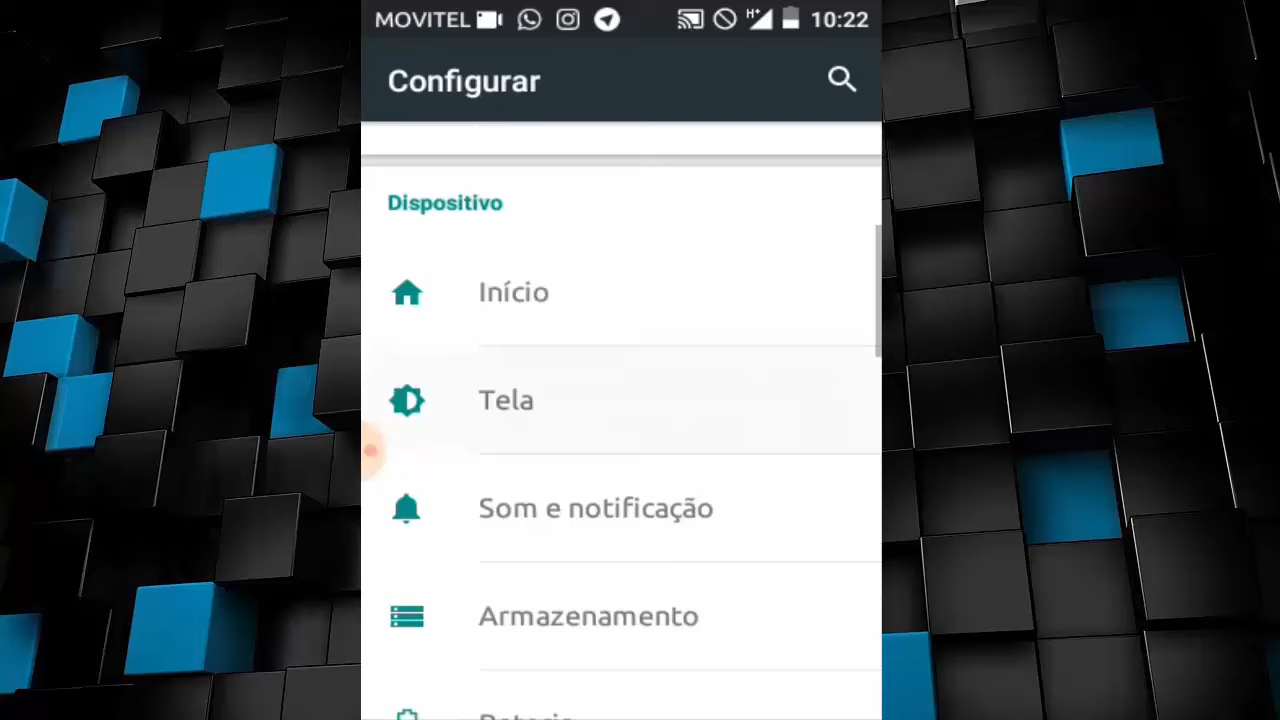 MOVITEL H+ 10:22
Configurar
Dispositivo
Início
Tela
Som e notificação
Armazenamento